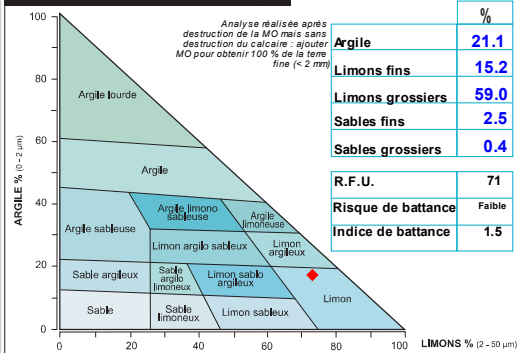 %
Analyse réalisée après
destruction de la MO mais sans
destruction du calcaire : ajouter
MO pour obtenir 100 % de la terre
fine (< 2 mm)
Argile 21.1
Limons fins 15.2
Limons grossiers 59.0
Sables fins 2.5
Sables grossiers 0.4
R.F.U. 71
Risque de battance Faible
Indice de battance 1.5
ARGILE % (0 - 2 µm)
100
80
60
40
20
0
Argile lourde
Argile
Argile limono
sableuse
Argile
limoneuse
Argile sableuse
Limon argilo sableux
Limon
argileux
Sable argileux
Sable
argilo
limoneux
Limon sablo
argileux
Limon
Sable
Sable
limoneux
Limon sableux
0 20 40 60 80 100
LIMONS % (2 - 50 µm)